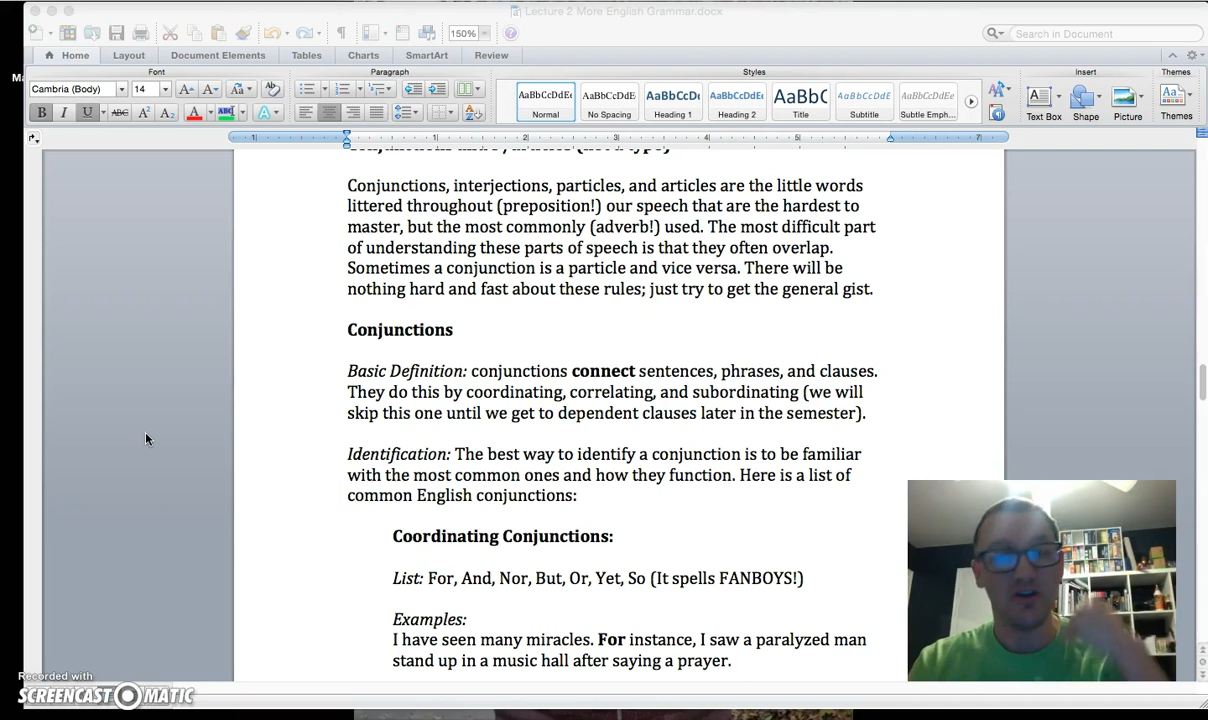 Lecture 2 More English Grammar.docx
150%
Search in Document
Home Layout Document Elements Tables Charts SmartArt Review
Font Paragraph Styles Insert Themes
Cambria (Body) 14
AaBbCcDdEe AaBbCcDdE AaBbCcDc AaBbCcDdE AaBbC AaBbCcDdE AaBbCcDdE
Normal No Spacing Heading 1 Heading 2 Title Subtitle Subtle Emph...
Text Box Shape Picture Themes
B I U ABC A² A₂
Conjunctions, interjections, particles, and articles are the little words
littered throughout (preposition!) our speech that are the hardest to
master, but the most commonly (adverb!) used. The most difficult part
of understanding these parts of speech is that they often overlap.
Sometimes a conjunction is a particle and vice versa. There will be
nothing hard and fast about these rules; just try to get the general gist.
Conjunctions
Basic Definition: conjunctions connect sentences, phrases, and clauses.
They do this by coordinating, correlating, and subordinating (we will
skip this one until we get to dependent clauses later in the semester).
Identification: The best way to identify a conjunction is to be familiar
with the most common ones and how they function. Here is a list of
common English conjunctions:
Coordinating Conjunctions:
List: For, And, Nor, But, Or, Yet, So (It spells FANBOYS!)
Examples:
I have seen many miracles. For instance, I saw a paralyzed man
stand up in a music hall after saying a prayer.
Recorded with
SCREENCAST O MATIC